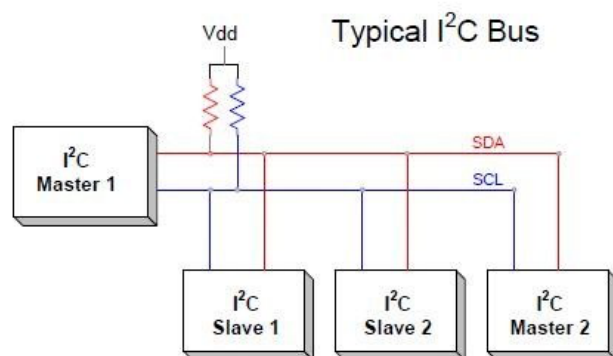 Typical I²C Bus
Vdd
SDA
SCL
I²C
Master 1
I²C
Slave 1
I²C
Slave 2
I²C
Master 2